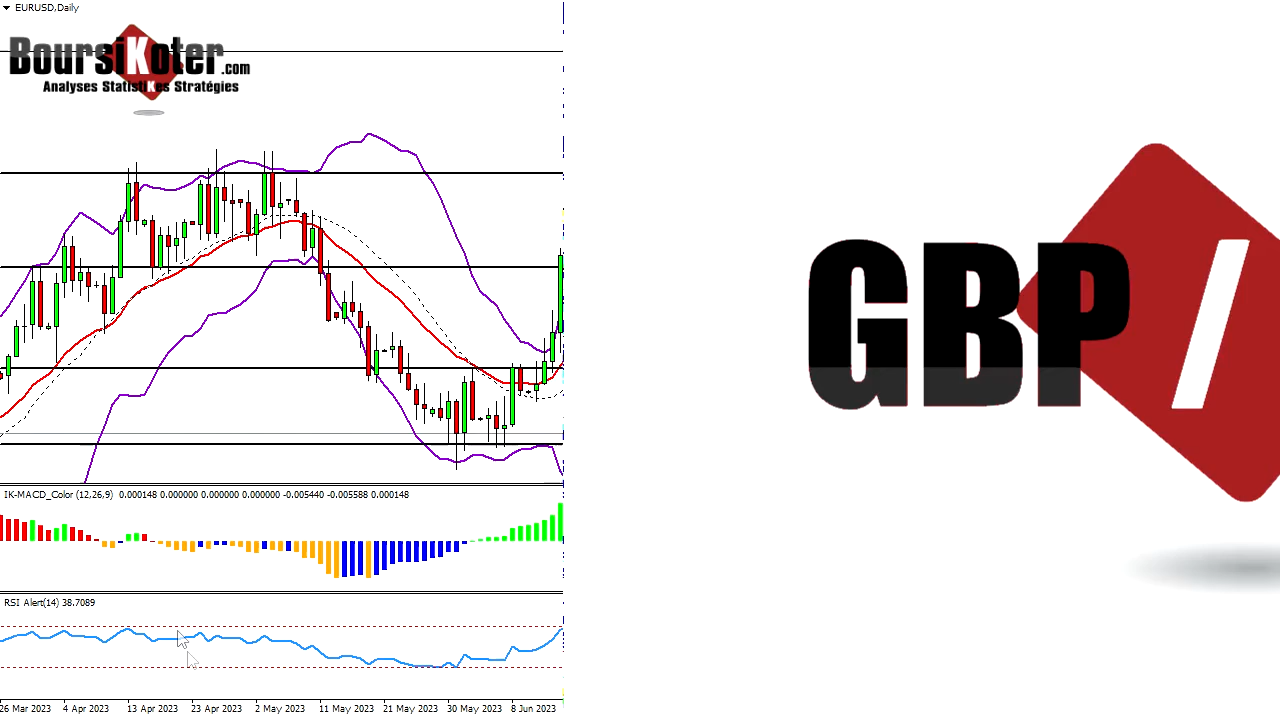 EURUSD,Daily
BoursiKoter.com
Analyses StatistiKes Stratégies
GBP/
IK-MACD_Color (12,26,9) 0.000148 0.000000 0.000000 0.000000 -0.005440 -0.005588 0.000148
RSI Alert(14) 38.7089
26 Mar 2023 4 Apr 2023 13 Apr 2023 23 Apr 2023 2 May 2023 11 May 2023 21 May 2023 30 May 2023 8 Jun 2023